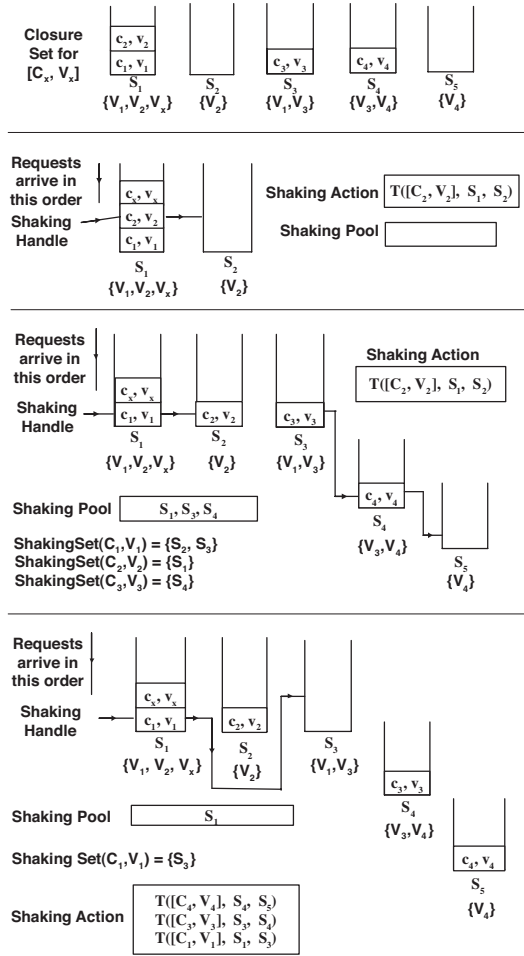 Closure
Set for
[Cₓ, Vₓ]
c₂, v₂
c₁, v₁
c₃, v₃
c₄, v₄
S₁
S₂
S₃
S₄
S₅
{V₁,V₂,Vₓ}
{V₂}
{V₁,V₃}
{V₃,V₄}
{V₄}
Requests
arrive in
this order
Shaking
Handle
cₓ, vₓ
c₂, v₂
c₁, v₁
S₁
{V₁,V₂,Vₓ}
S₂
{V₂}
Shaking Action
T([C₂, V₂], S₁, S₂)
Shaking Pool
Requests
arrive in
this order
Shaking
Handle
cₓ, vₓ
c₁, v₁
S₁
{V₁,V₂,Vₓ}
c₂, v₂
S₂
{V₂}
c₃, v₃
S₃
{V₁,V₃}
Shaking Action
T([C₂, V₂], S₁, S₂)
c₄, v₄
S₄
{V₃,V₄}
S₅
{V₄}
Shaking Pool
S₁, S₃, S₄
ShakingSet(C₁,V₁) = {S₂, S₃}
ShakingSet(C₂,V₂) = {S₁}
ShakingSet(C₃,V₃) = {S₄}
Requests
arrive in
this order
Shaking
Handle
cₓ, vₓ
c₁, v₁
S₁
{V₁, V₂, Vₓ}
c₂, v₂
S₂
{V₂}
S₃
{V₁,V₃}
c₃, v₃
S₄
{V₃,V₄}
c₄, v₄
S₅
{V₄}
Shaking Pool
S₁
Shaking Set(C₁,V₁) = {S₃}
Shaking Action
T([C₄, V₄], S₄, S₅)
T([C₃, V₃], S₃, S₄)
T([C₁, V₁], S₁, S₃)